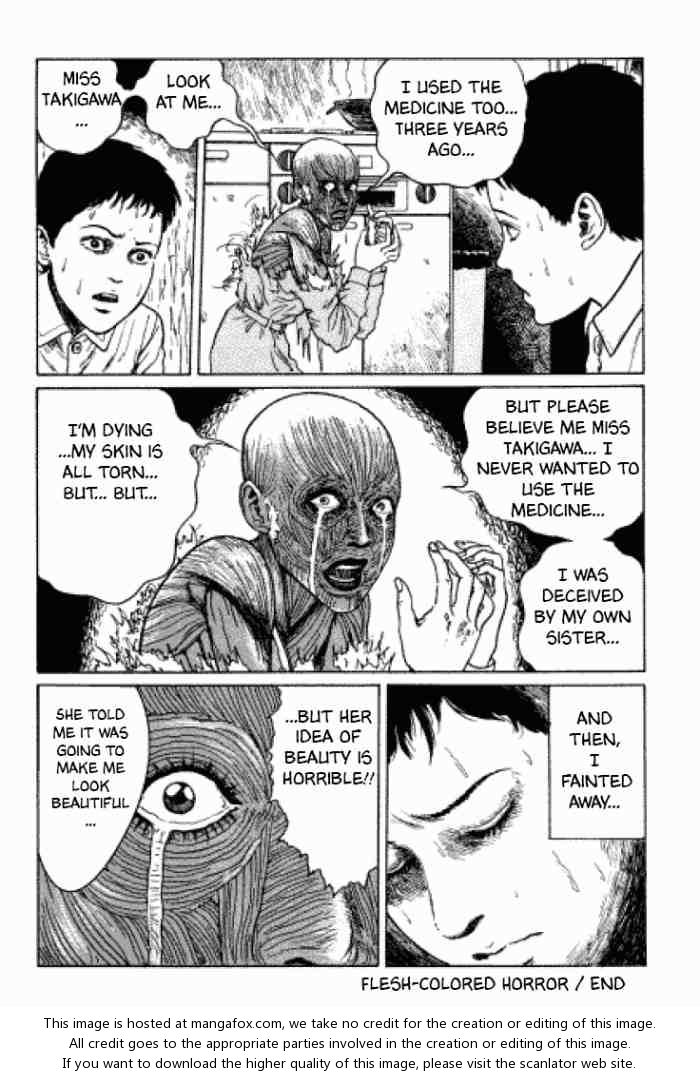 MISS
TAKIGAWA
...
LOOK
AT ME...
I USED THE
MEDICINE TOO...
THREE YEARS
AGO...
I'M DYING
...MY SKIN IS
ALL TORN...
BUT... BUT...
BUT PLEASE
BELIEVE ME MISS
TAKIGAWA... I
NEVER WANTED TO
USE THE
MEDICINE...
I WAS
DECEIVED
BY MY OWN
SISTER...
SHE TOLD
ME IT WAS
GOING TO
MAKE ME
LOOK
BEAUTIFUL
...
...BUT HER
IDEA OF
BEAUTY IS
HORRIBLE!!
AND
THEN,
I
FAINTED
AWAY...
FLESH-COLORED HORROR / END
This image is hosted at mangafox.com, we take no credit for the creation or editing of this image.
All credit goes to the appropriate parties involved in the creation or editing of this image.
If you want to download the higher quality of this image, please visit the scanlator web site.